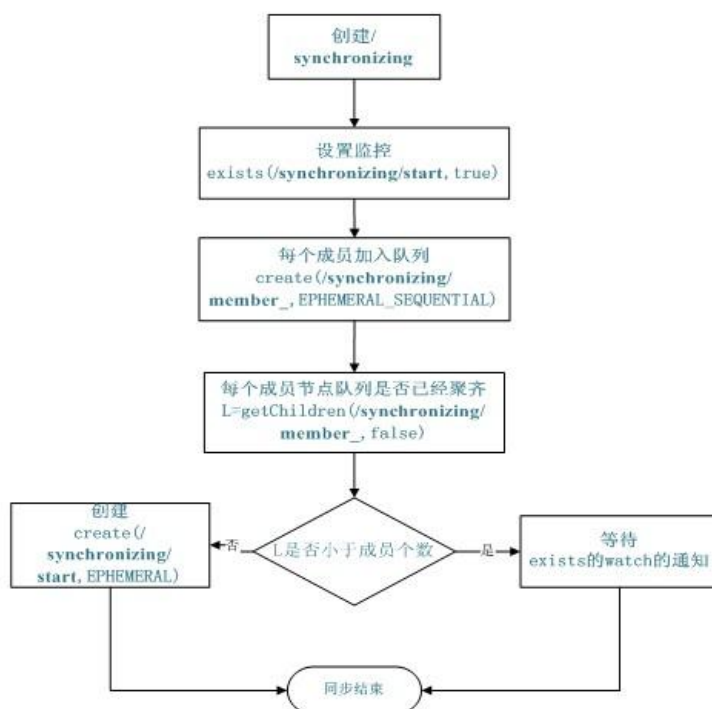 创建/
synchronizing
设置监控
exists(/synchronizing/start,true)
每个成员加入队列
create(/synchronizing/
member_,EPHEMERAL_SEQUENTIAL)
每个成员节点队列是否已经聚齐
L=getChildren(/synchronizing/
member_,false)
L是否小于成员个数
否
是
创建
create(/
synchronizing/
start,EPHEMERAL)
等待
exists的watch的通知
同步结束